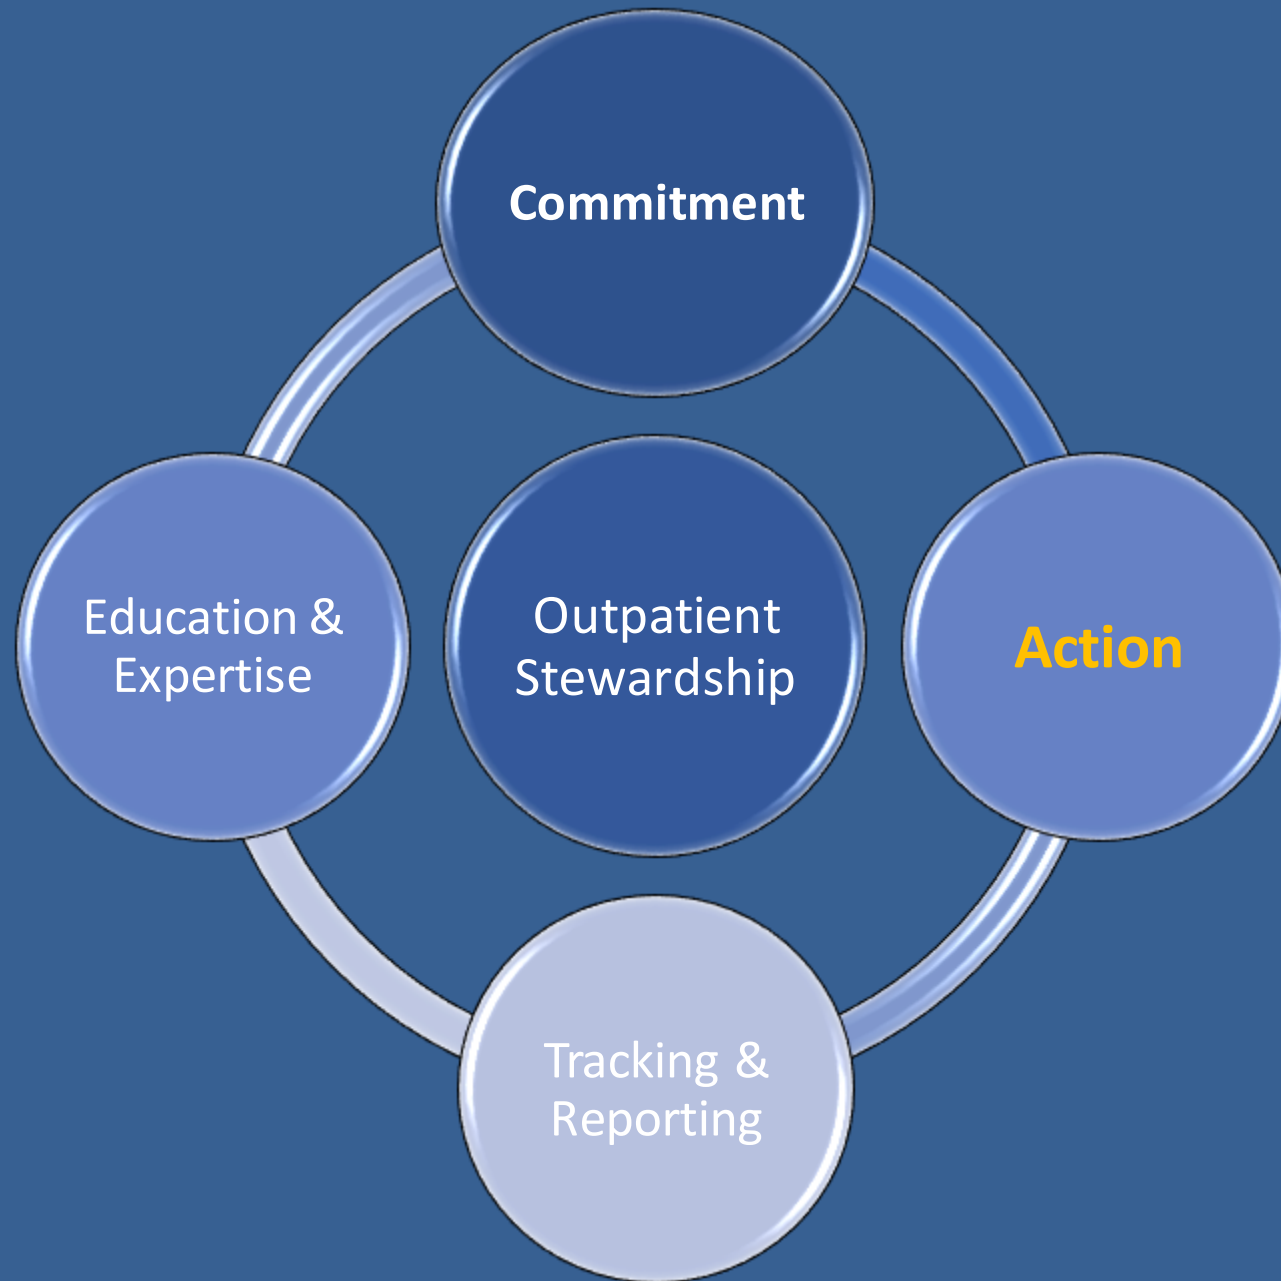 Commitment
Education &
Expertise
Outpatient
Stewardship
Action
Tracking &
Reporting